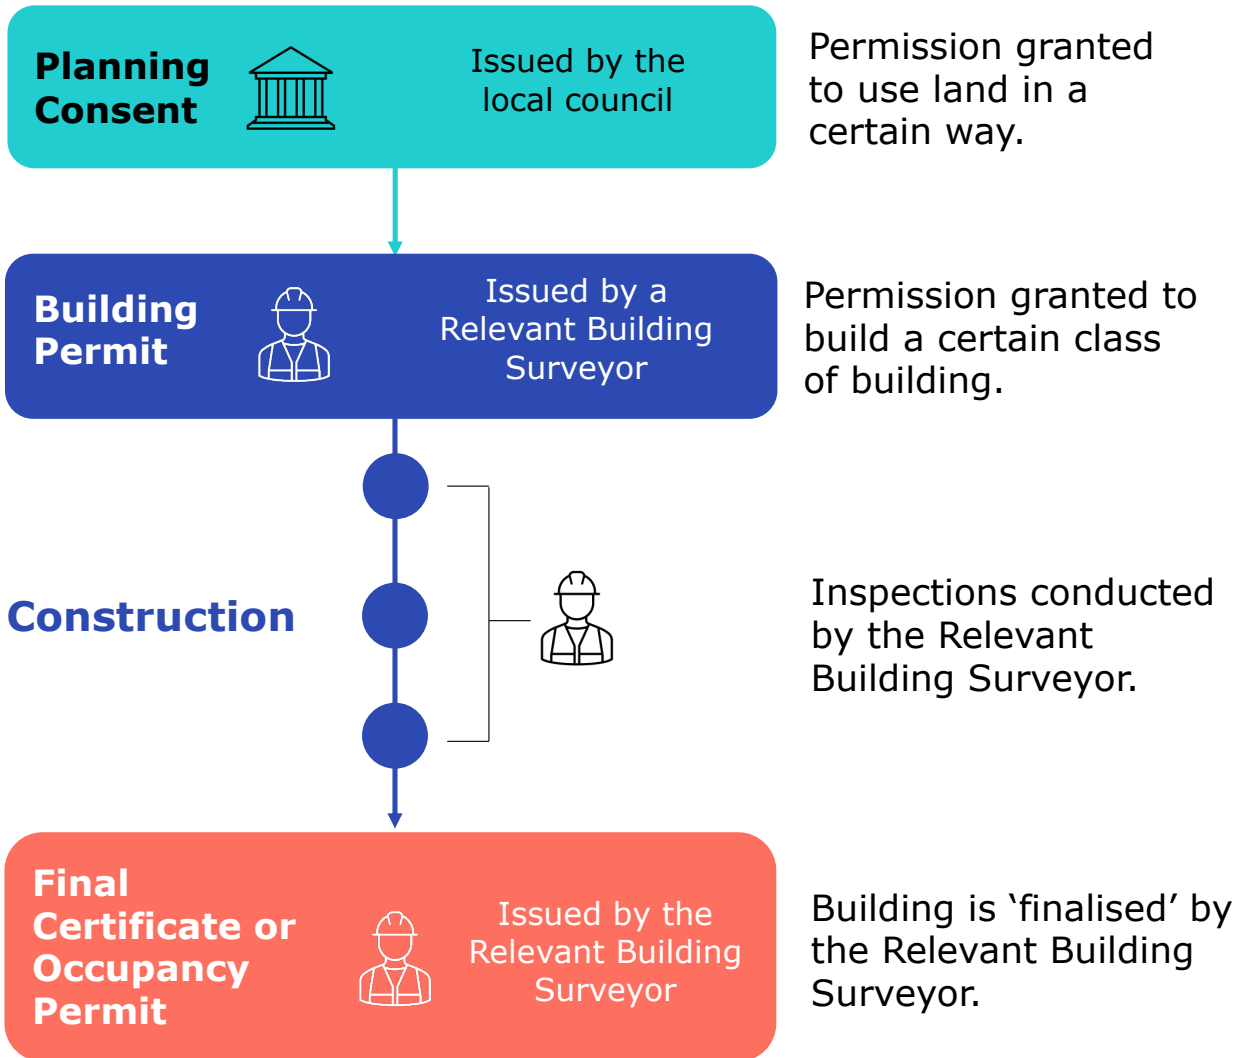 Planning
Consent
Issued by the
local council
Permission granted
to use land in a
certain way.
Building
Permit
Issued by a
Relevant Building
Surveyor
Permission granted to
build a certain class
of building.
Construction
Inspections conducted
by the Relevant
Building Surveyor.
Final
Certificate or
Occupancy
Permit
Issued by the
Relevant Building
Surveyor
Building is ‘finalised’ by
the Relevant Building
Surveyor.